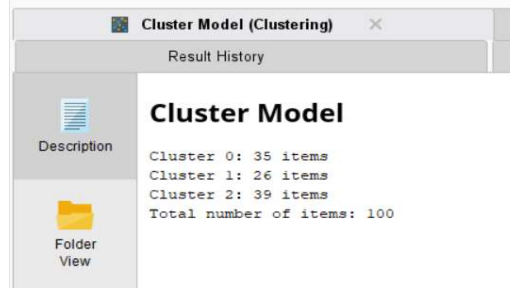 Cluster Model (Clustering)
Result History
Description
Folder
View
Cluster Model
Cluster 0: 35 items
Cluster 1: 26 items
Cluster 2: 39 items
Total number of items: 100